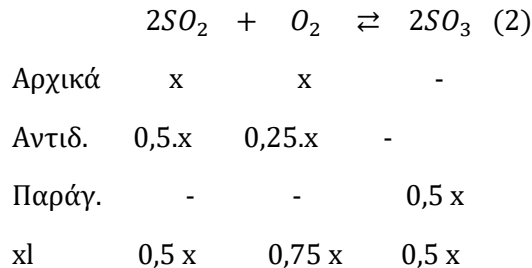 2SO₂ + O₂ ⇄ 2SO₃ (2)
Αρχικά x x -
Αντιδ. 0,5.x 0,25.x -
Παράγ. - - 0,5 x
xl 0,5 x 0,75 x 0,5 x